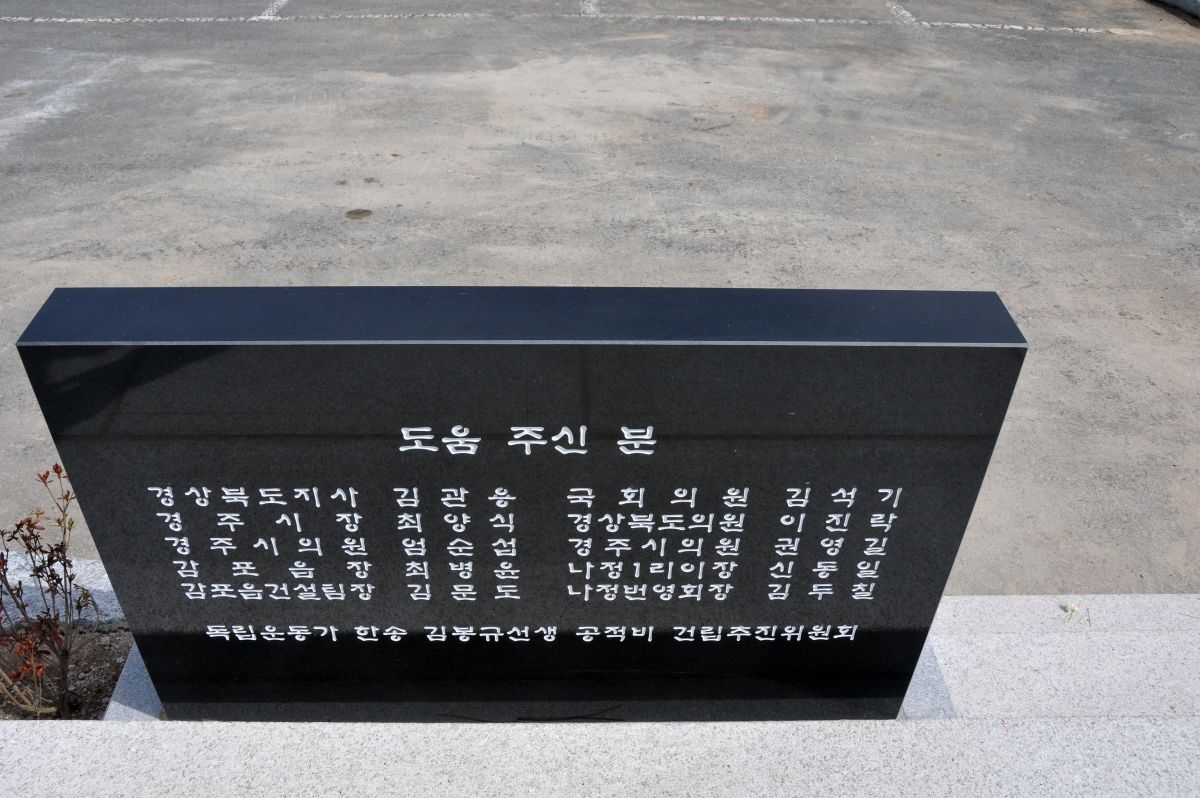 도움 주신 분
경상북도지사 김관용 국회의원 김석기
경주시장 최양식 경상북도의원 이진락
경주시의원 엄순섭 경주시의원 권영길
감포읍장 최병윤 나정1리이장 신동일
감포읍건설팀장 김문도 나정번영회장 김두칠
독립운동가 한송 김봉규선생 공적비 건립추진위원회